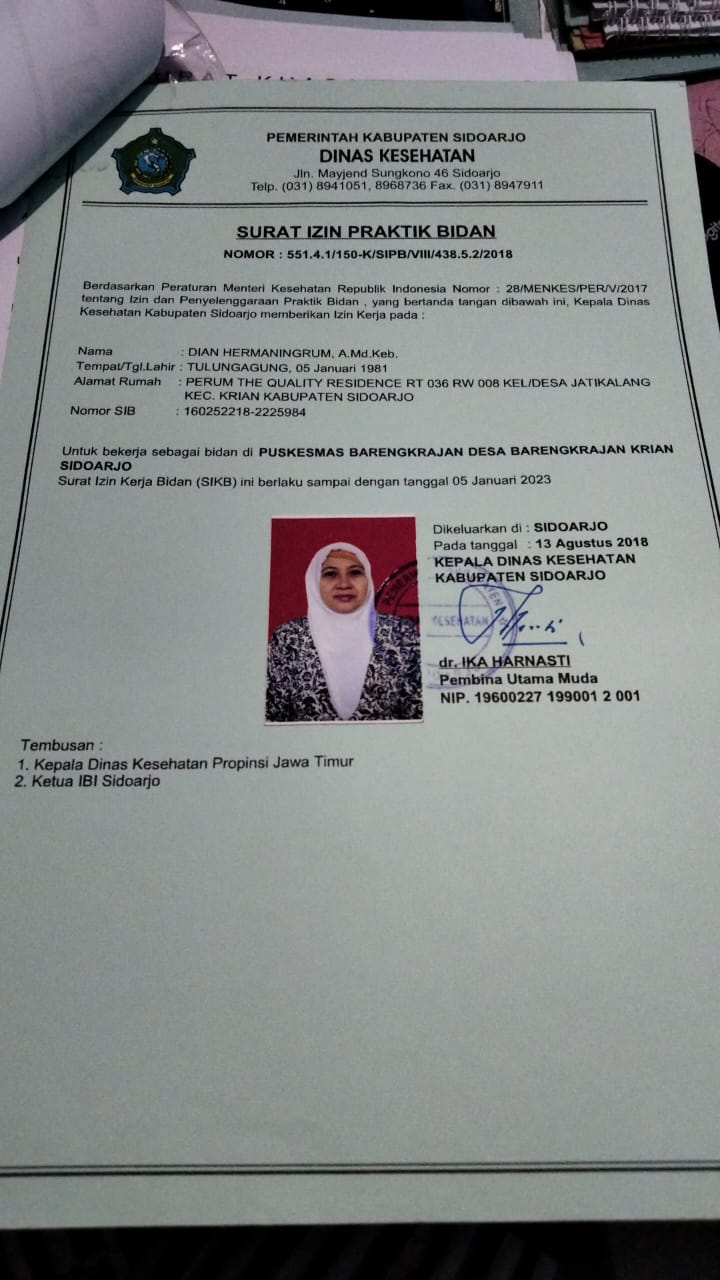 PEMERINTAH KABUPATEN SIDOARJO
DINAS KESEHATAN
Jln. Mayjend Sungkono 46 Sidoarjo
Telp. (031) 8941051, 8968736 Fax. (031) 8947911
SURAT IZIN PRAKTIK BIDAN
NOMOR : 551.4.1/150-K/SIPB/VIII/438.5.2/2018
Berdasarkan Peraturan Menteri Kesehatan Republik Indonesia Nomor : 28/MENKES/PER/V/2017
tentang Izin dan Penyelenggaraan Praktik Bidan , yang bertanda tangan dibawah ini, Kepala Dinas
Kesehatan Kabupaten Sidoarjo memberikan Izin Kerja pada :
Nama : DIAN HERMANINGRUM, A.Md.Keb.
Tempat/Tgl.Lahir : TULUNGAGUNG, 05 Januari 1981
Alamat Rumah : PERUM THE QUALITY RESIDENCE RT 036 RW 008 KEL/DESA JATIKALANG
KEC. KRIAN KABUPATEN SIDOARJO
Nomor SIB : 160252218-2225984
Untuk bekerja sebagai bidan di PUSKESMAS BARENGKRAJAN DESA BARENGKRAJAN KRIAN
SIDOARJO
Surat Izin Kerja Bidan (SIKB) ini berlaku sampai dengan tanggal 05 Januari 2023
Dikeluarkan di : SIDOARJO
Pada tanggal : 13 Agustus 2018
KEPALA DINAS KESEHATAN
KABUPATEN SIDOARJO
KESEHATAN
dr. IKA HARNASTI
Pembina Utama Muda
NIP. 19600227 199001 2 001
Tembusan :
1. Kepala Dinas Kesehatan Propinsi Jawa Timur
2. Ketua IBI Sidoarjo